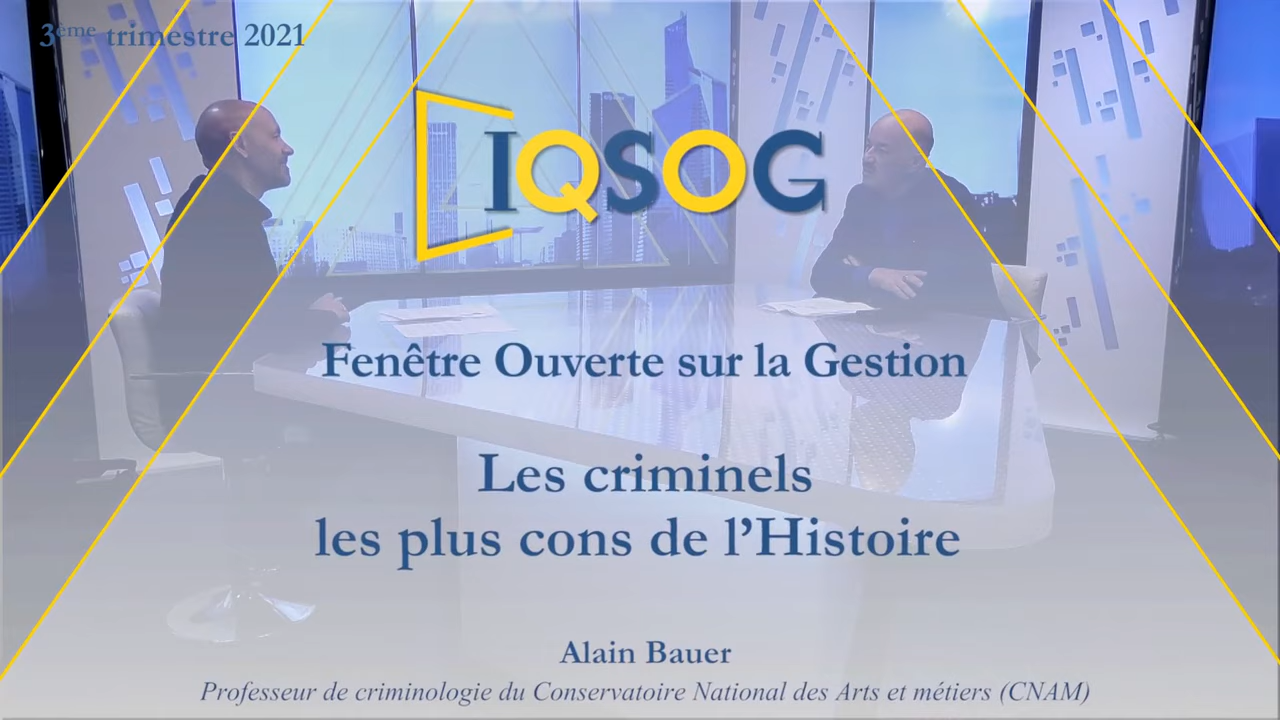 3ème trimestre 2021
IQSOG
Fenêtre Ouverte sur la Gestion
Les criminels
les plus cons de l'Histoire
Alain Bauer
Professeur de criminologie du Conservatoire National des Arts et métiers (CNAM)